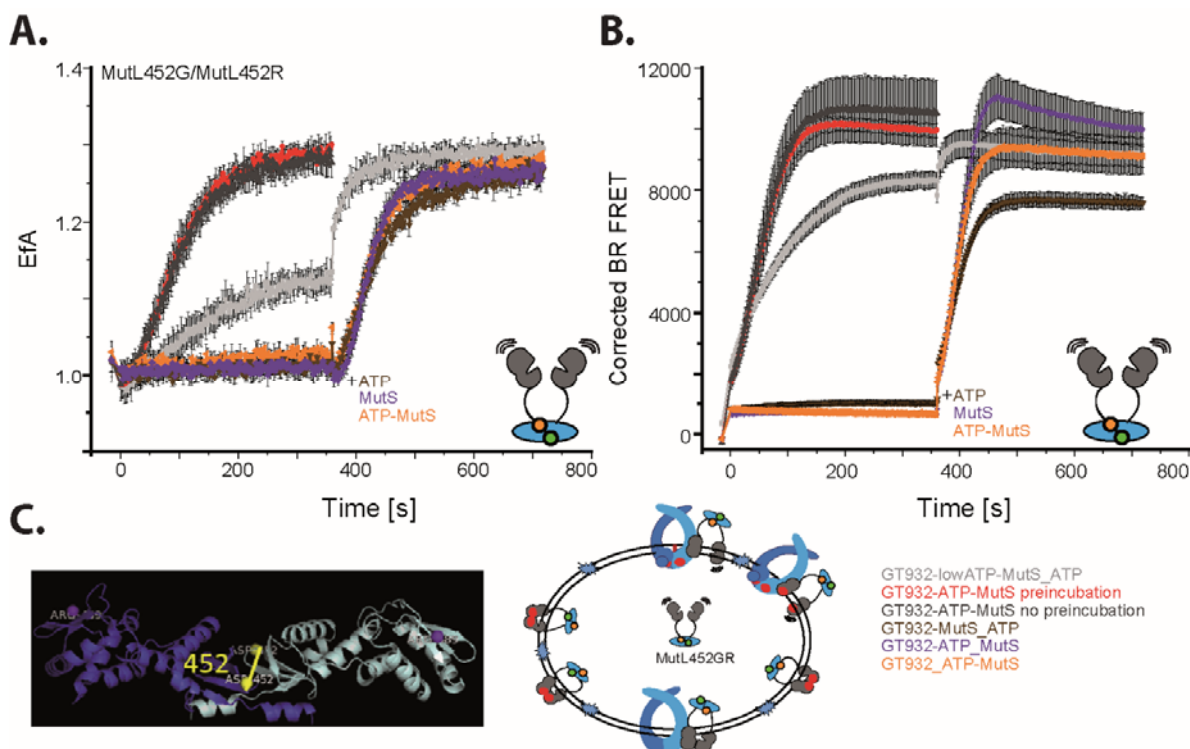 A.
MutL452G/MutL452R
1.4
1.2
1.0
EfA
+ATP
MutS
ATP-MutS
0
200
400
600
800
Time [s]
B.
12000
8000
4000
0
Corrected BR FRET
+ATP
MutS
ATP-MutS
0
200
400
600
800
Time [s]
C.
452
ASP-452
MutL452GR
GT932-lowATP-MutS_ATP
GT932-ATP-MutS preincubation
GT932-ATP-MutS no preincubation
GT932-MutS_ATP
GT932-ATP_MutS
GT932_ATP-MutS